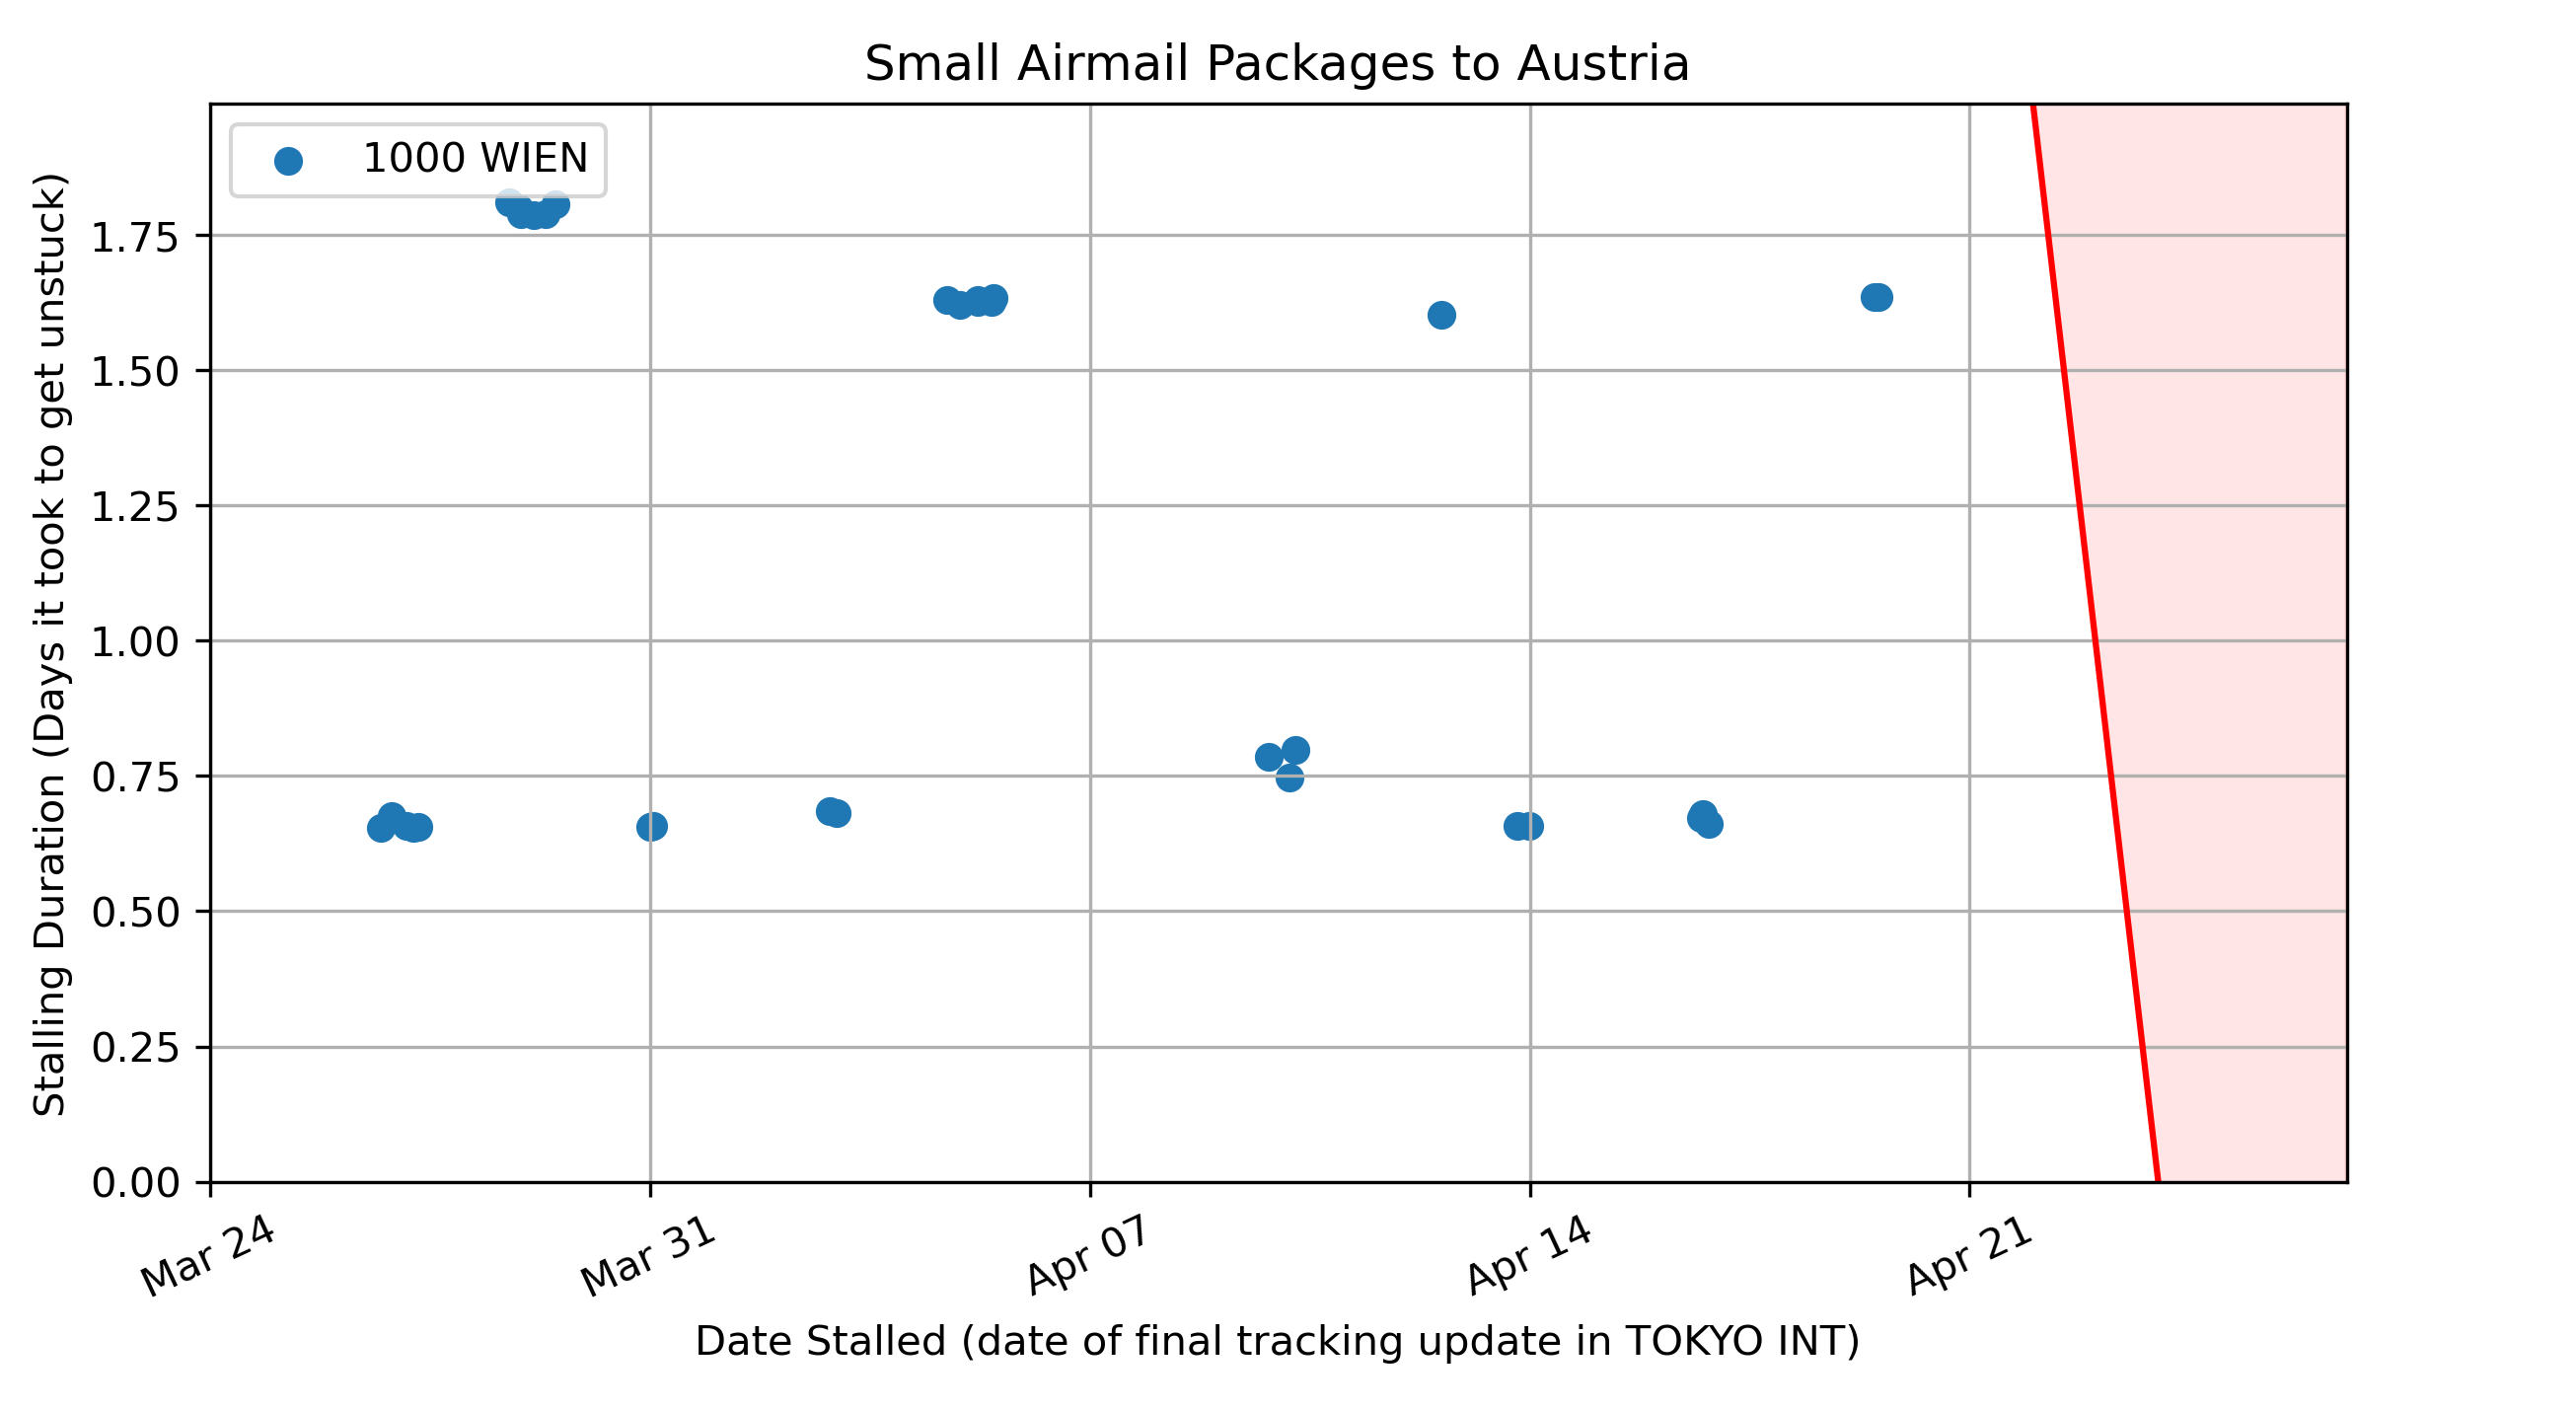 Small Airmail Packages to Austria
1000 WIEN
Stalling Duration (Days it took to get unstuck)
1.75
1.50
1.25
1.00
0.75
0.50
0.25
0.00
Mar 24
Mar 31
Apr 07
Apr 14
Apr 21
Date Stalled (date of final tracking update in TOKYO INT)